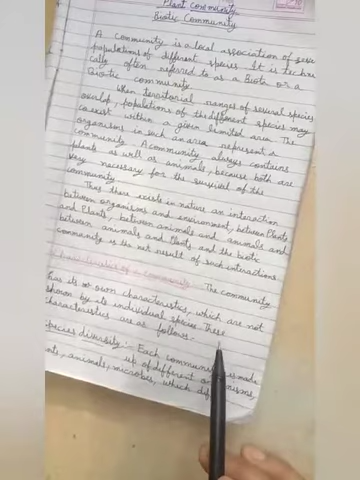 Plant Community
Biotic Community
A community is a local association of
populations of different species. It is
cally often referred to as a Biota or a
Biotic community
When territorial ranges of several species
overlap, populations of the different species may
coexist within a given limited area. The
organisms in such an area represent a
community. A community always contains
plants as well as animals, because both are
very necessary for the survival of the
community.
Thus there exists in nature an interaction
between organisms and environment, between Plants
and Plants, between animals and animals and
between animals and Plants and the biotic
community is the net result of such interactions.
Characteristics of a community The community
has its own characteristics, which are not
shown by its individual species. These
characteristics are as follows.
Species diversity:- Each community is made
up of different organisms,
animals, microbes, which